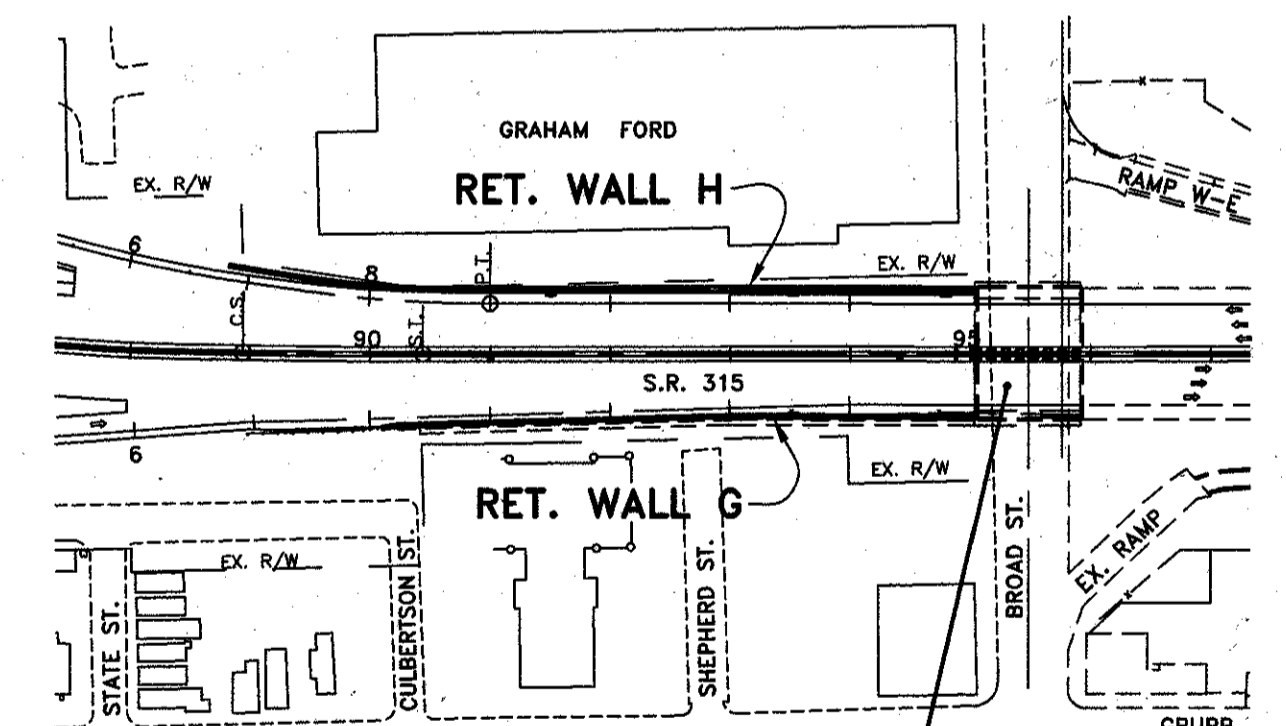 GRAHAM FORD
EX. R/W
RET. WALL H
RAMP W-E
6
8
P.T.
EX. R/W
C.S.
90
S.T.
95
S.R. 315
6
EX. R/W
RET. WALL G
EX. R/W
STATE ST.
CULBERTSON ST.
SHEPHERD ST.
BROAD ST.
EX. RAMP